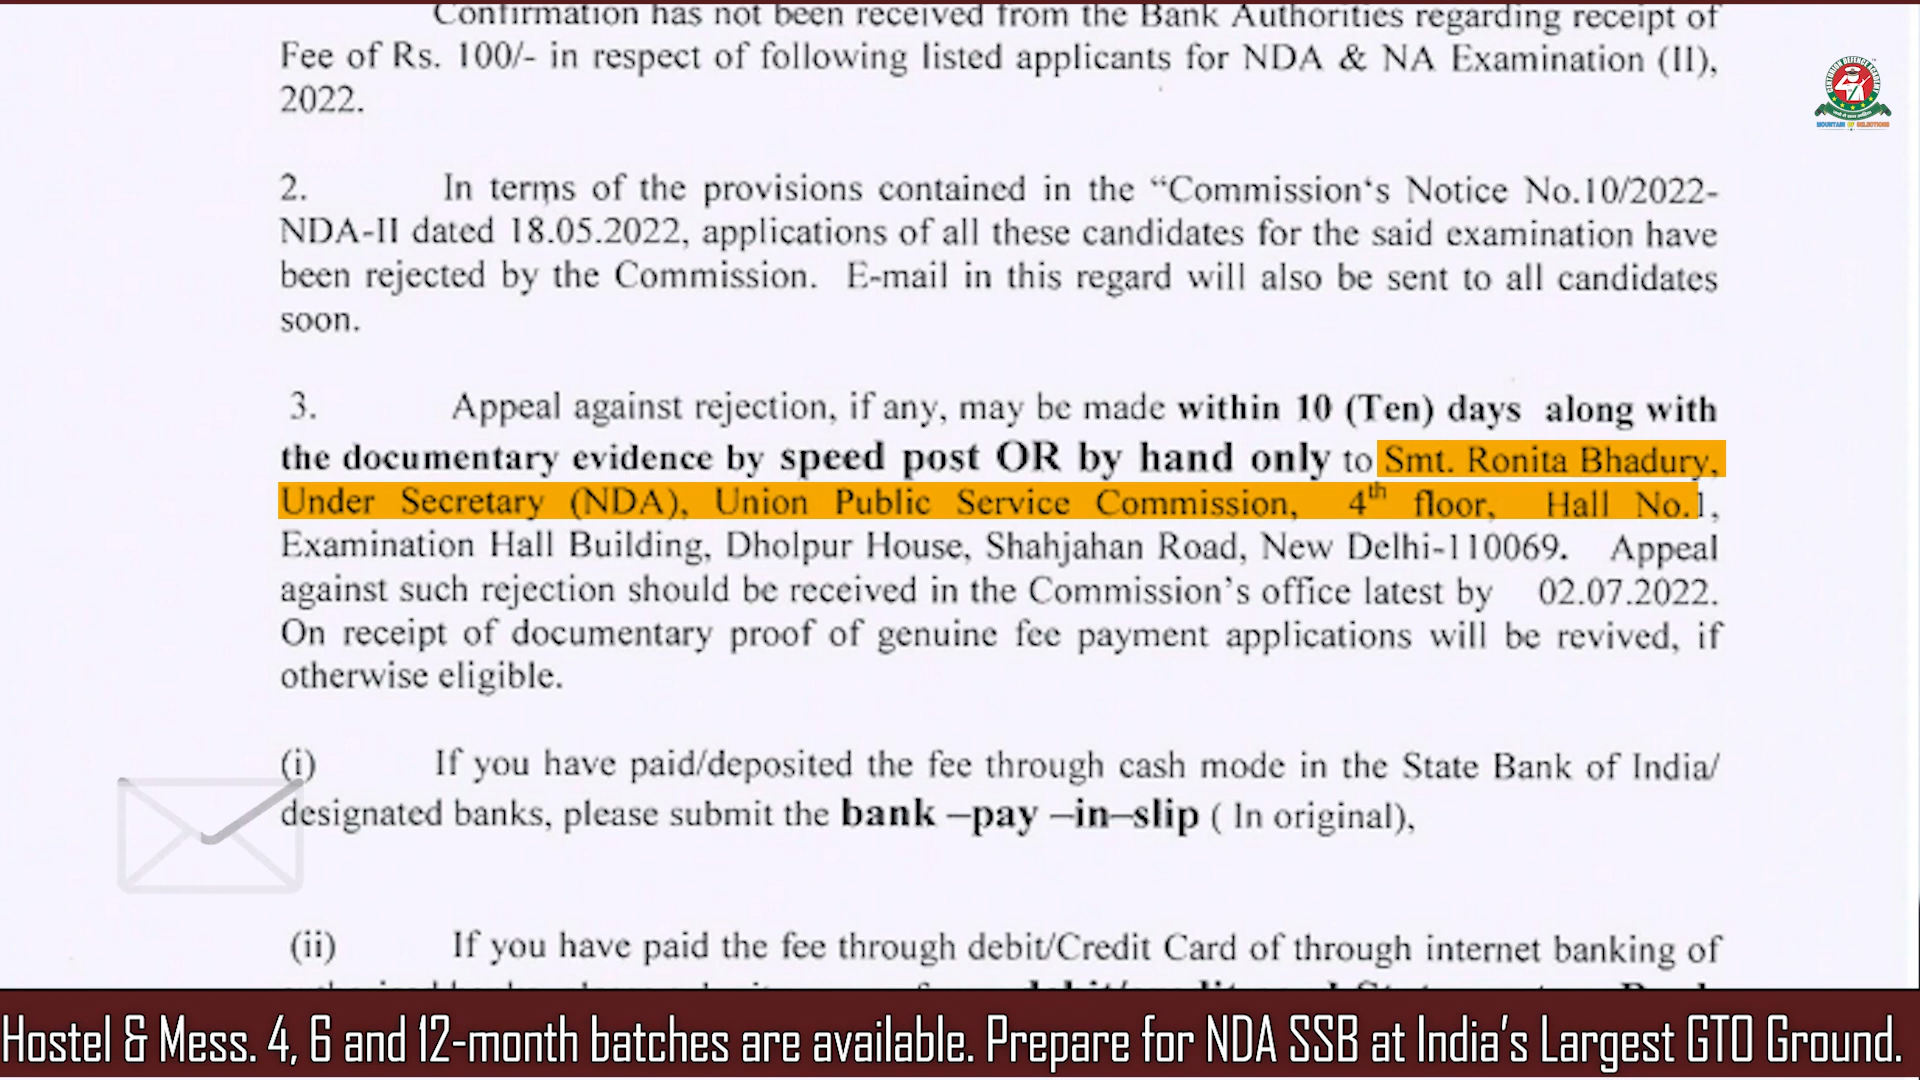 Confirmation has not been received from the Bank Authorities regarding receipt of
Fee of Rs. 100/- in respect of following listed applicants for NDA & NA Examination (II),
2022.
2. In terms of the provisions contained in the “Commission‘s Notice No.10/2022-
NDA-II dated 18.05.2022, applications of all these candidates for the said examination have
been rejected by the Commission. E-mail in this regard will also be sent to all candidates
soon.
3. Appeal against rejection, if any, may be made within 10 (Ten) days along with
the documentary evidence by speed post OR by hand only to Smt. Ronita Bhadury,
Under Secretary (NDA), Union Public Service Commission, 4th floor, Hall No.1,
Examination Hall Building, Dholpur House, Shahjahan Road, New Delhi-110069. Appeal
against such rejection should be received in the Commission’s office latest by 02.07.2022.
On receipt of documentary proof of genuine fee payment applications will be revived, if
otherwise eligible.
(i) If you have paid/deposited the fee through cash mode in the State Bank of India/
designated banks, please submit the bank –pay –in–slip ( In original),
(ii) If you have paid the fee through debit/Credit Card of through internet banking of
Hostel & Mess. 4, 6 and 12-month batches are available. Prepare for NDA SSB at India’s Largest GTO Ground.
CENTURION DEFENCE ACADEMY
MOUNTAIN OF SELECTIONS